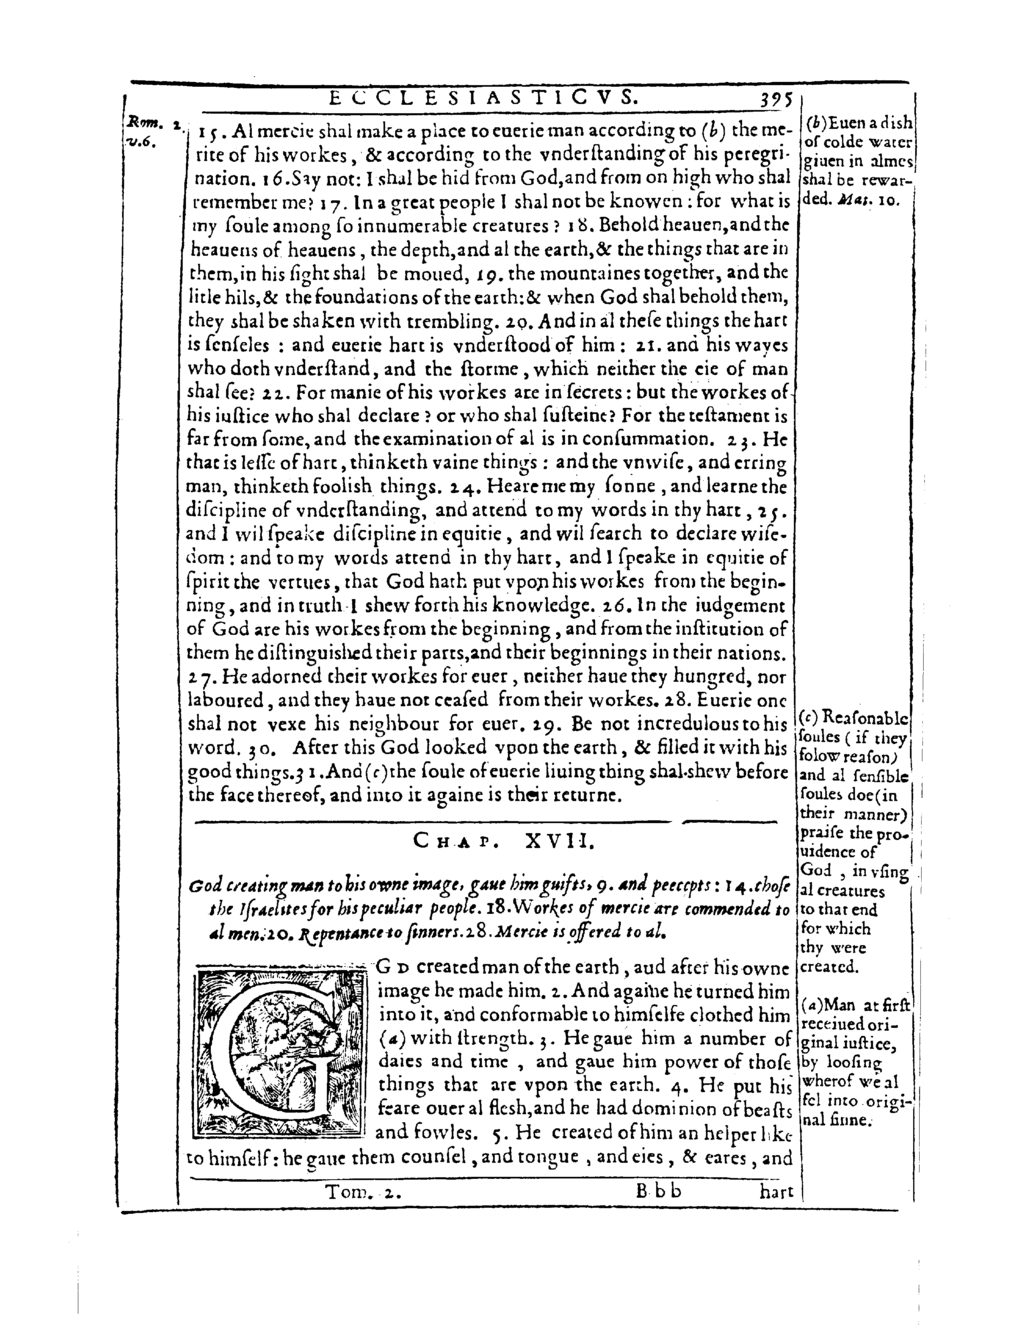 ECCLESIASTICVS. 395
Rom. 2.
v.6.
15. Al mercie shal make a place to euerie man according to (b) the me-
rite of his workes, & according to the vnderſtanding of his peregri-
nation. 16. Say not: I shal be hid from God, and from on high who shal
remember me? 17. In a great people I shal not be knowen: for what is
my ſoule among ſo innumerable creatures? 18. Behold heauen, and the
heauens of heauens, the depth, and al the earth, & the things that are in
them, in his ſight shal be moued, 19. the mountaines together, and the
litle hils, & the foundations of the earth: & when God shal behold them,
they shal be shaken with trembling. 20. And in al theſe things the hart
is ſenſeles: and euerie hart is vnderſtood of him: 21. and his wayes
who doth vnderſtand, and the ſtorme, which neither the eie of man
shal ſee? 22. For manie of his workes are in ſecrets: but the workes of
his iuſtice who shal declare? or who shal ſuſteine? For the teſtament is
far from ſome, and the examination of al is in conſummation. 23. He
that is leſſe of hart, thinketh vaine things: and the vnwiſe, and erring
man, thinketh foolish things. 24. Heare me my ſonne, and learne the
diſcipline of vnderſtanding, and attend to my words in thy hart, 25.
and I wil ſpeake diſcipline in equitie, and wil ſearch to declare wiſe-
dom: and to my words attend in thy hart, and I ſpeake in equitie of
ſpirit the vertues, that God hath put vpon his workes from the begin-
ning, and in truth I shew forth his knowledge. 26. In the iudgement
of God are his workes from the beginning, and from the inſtitution of
them he diſtinguished their parts, and their beginnings in their nations.
27. He adorned their workes for euer, neither haue they hungred, nor
laboured, and they haue not ceaſed from their workes. 28. Euerie one
shal not vexe his neighbour for euer. 29. Be not incredulous to his
word. 30. After this God looked vpon the earth, & filled it with his
good things. 31. And (c) the ſoule of euerie liuing thing shal shew before
the face thereof, and into it againe is their returne.
(b) Euen a dish
of colde water
giuen in almes
shal be rewar-
ded. Mat. 10.
(c) Reaſonable
ſoules (if they
folow reaſon)
and al ſenſible
ſoules doe (in
their manner)
praiſe the pro-
uidence of
God, in vſing
al creatures
to that end
for which
thy were
created.
CHAP. XVII.
God creating man to his owne image, gaue him guifts, 9. and peecepts: 14. choſe
the Iſraelites for his peculiar people. 18. Workes of mercie are commended to
al men. 20. Repentance to ſinners. 28. Mercie is offered to al.
GGD created man of the earth, aud after his owne
image he made him. 2. And againe he turned him
into it, and conformable to himſelfe clothed him
(a) with ſtrength. 3. He gaue him a number of
daies and time, and gaue him power of thoſe
things that are vpon the earth. 4. He put his
feare ouer al flesh, and he had dominion of beaſts
and fowles. 5. He created of him an helper like
to himſelf: he gaue them counſel, and tongue, and eies, & eares, and
(a) Man at firſt
receiued ori-
ginal iuſtice,
by looſing
wherof we al
fel into origi-
nal ſinne.
Tom. 2. Bbb hart